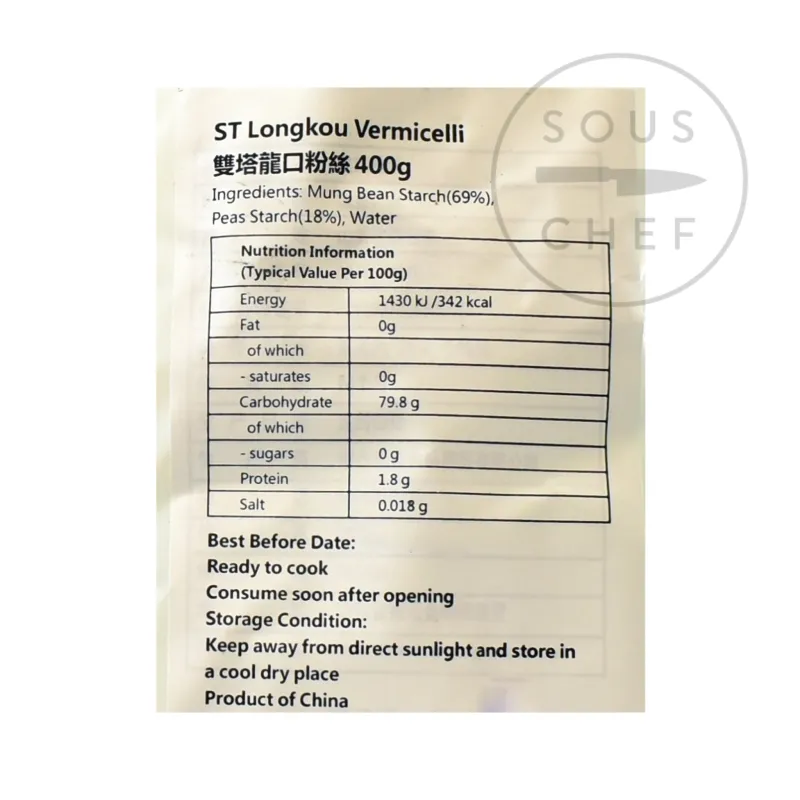 SOUS
CHEF
ST Longkou Vermicelli
雙塔龍口粉絲 400g
Ingredients: Mung Bean Starch(69%),
Peas Starch(18%), Water
Nutrition Information
(Typical Value Per 100g)
Energy 1430 kJ /342 kcal
Fat 0g
of which
- saturates 0g
Carbohydrate 79.8 g
of which
- sugars 0 g
Protein 1.8 g
Salt 0.018 g
Best Before Date:
Ready to cook
Consume soon after opening
Storage Condition:
Keep away from direct sunlight and store in
a cool dry place
Product of China